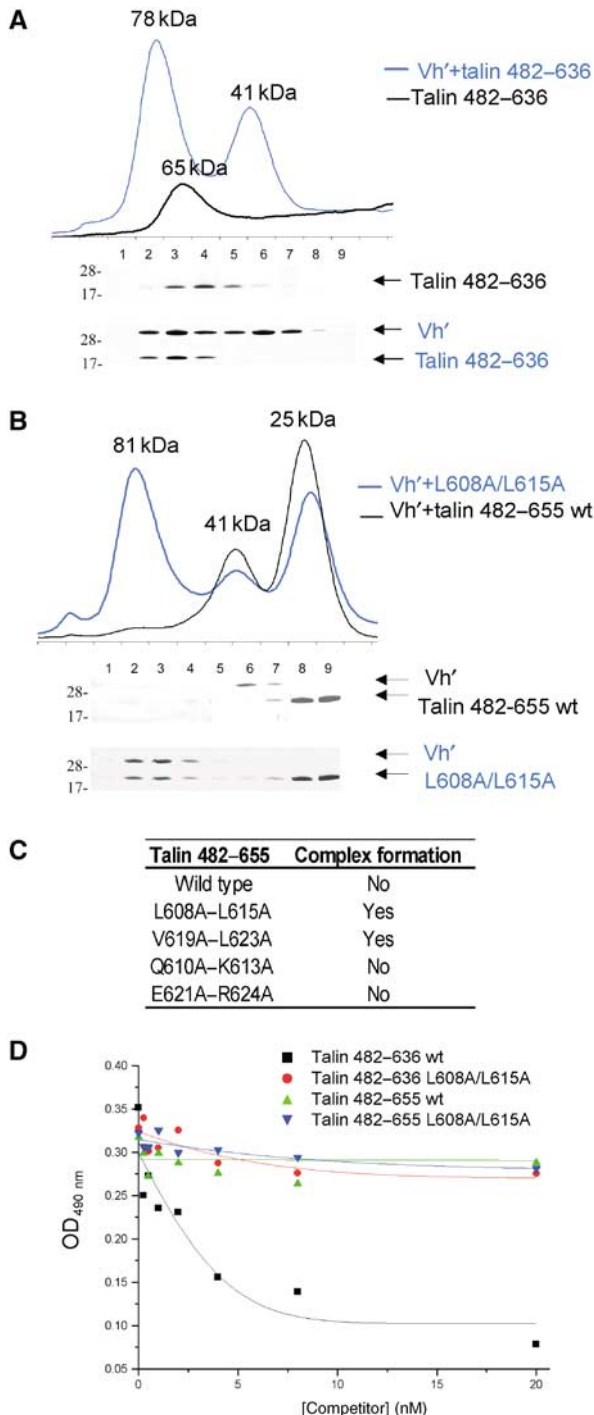 A
78 kDa
Vh'+talin 482–636
Talin 482–636
41 kDa
65 kDa
1 2 3 4 5 6 7 8 9
28-
17-
Talin 482–636
28-
17-
Vh'
Talin 482–636
B
25 kDa
81 kDa
Vh'+L608A/L615A
Vh'+talin 482–655 wt
41 kDa
1 2 3 4 5 6 7 8 9
28-
17-
Vh'
Talin 482-655 wt
28-
17-
Vh'
L608A/L615A
C
Talin 482–655 Complex formation
Wild type No
L608A–L615A Yes
V619A–L623A Yes
Q610A–K613A No
E621A–R624A No
D
Talin 482–636 wt
Talin 482–636 L608A/L615A
Talin 482–655 wt
Talin 482–655 L608A/L615A
OD490 nm
0.40
0.35
0.30
0.25
0.20
0.15
0.10
0.05
0 5 10 15 20
[Competitor] (nM)